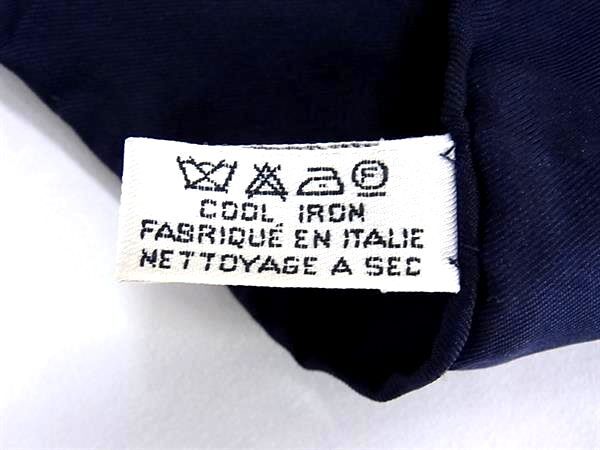 F
COOL IRON
FABRIQUÉ EN ITALIE
NETTOYAGE A SEC